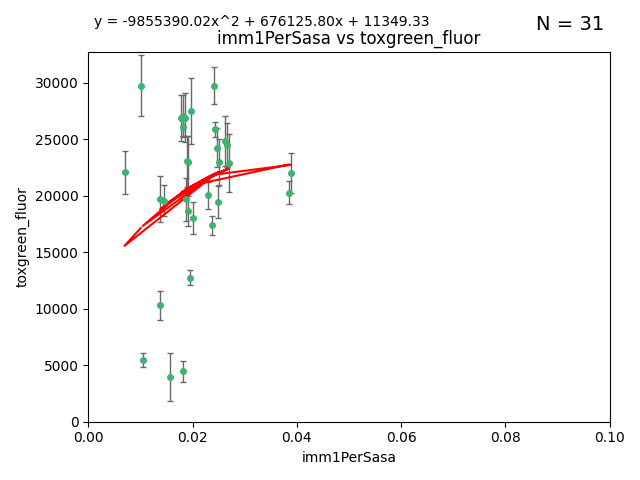 y = -9855390.02x^2 + 676125.80x + 11349.33
N = 31
imm1PerSasa vs toxgreen_fluor
30000
25000
20000
15000
10000
5000
0
toxgreen_fluor
0.00 0.02 0.04 0.06 0.08 0.10
imm1PerSasa